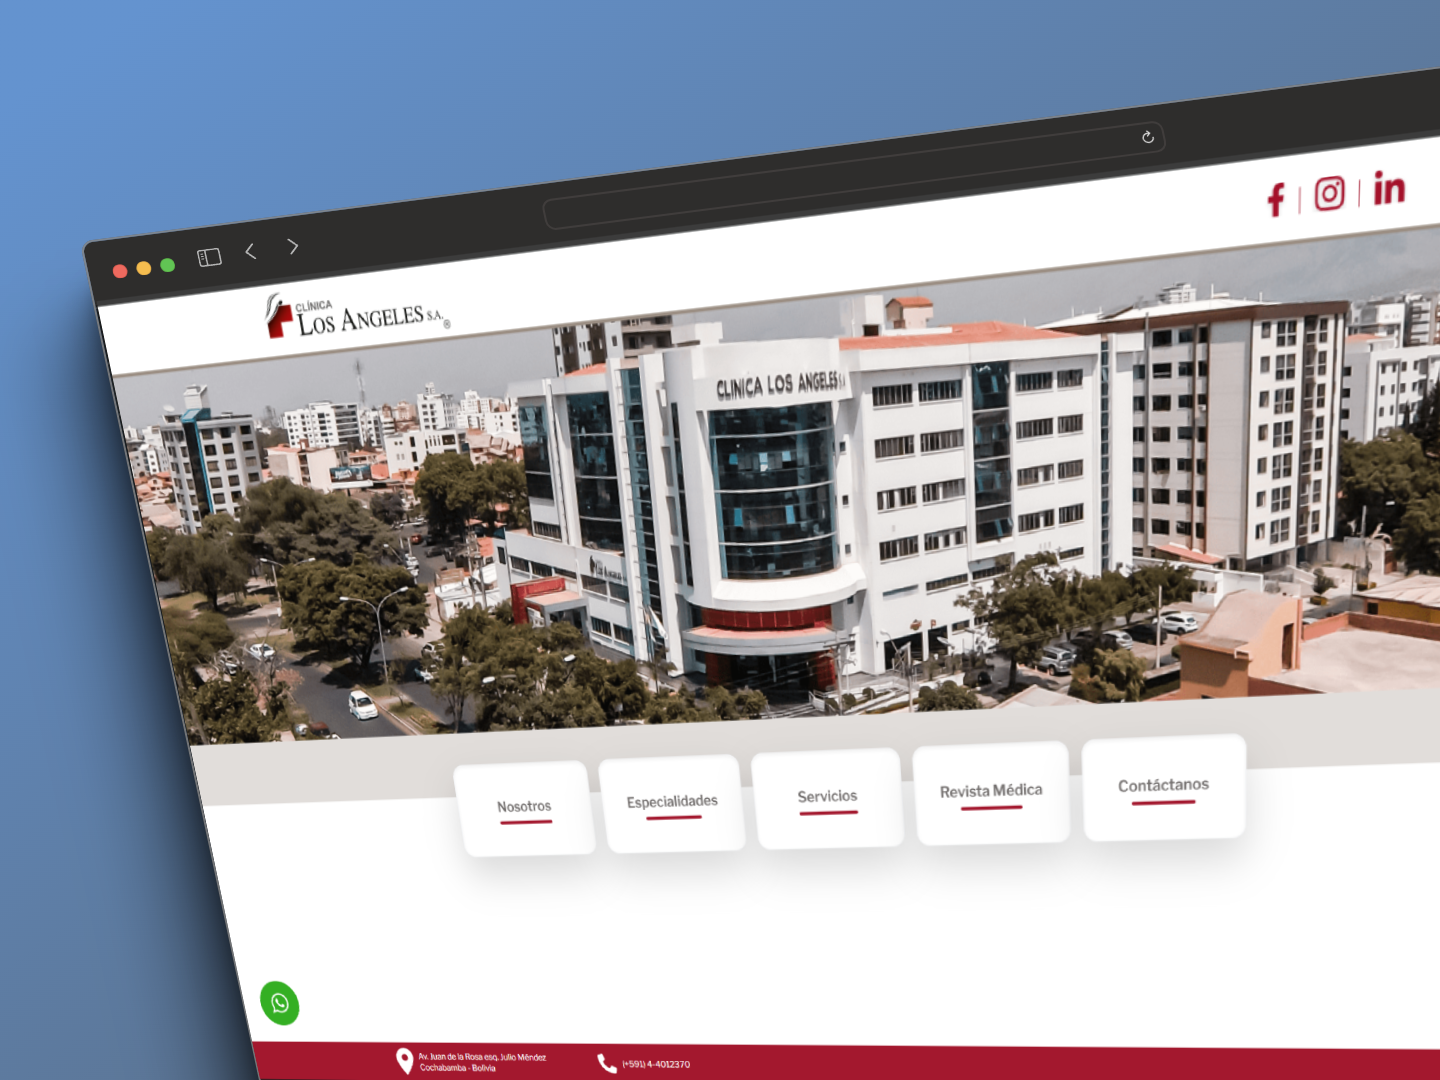 CLÍNICA
LOS ANGELES S.A.®
CLINICA LOS ANGELES S.A
Nosotros
Especialidades
Servicios
Revista Médica
Contáctanos
Av. Juan de la Rosa esq. Julio Méndez
Cochabamba - Bolivia
(+591) 4-4012370